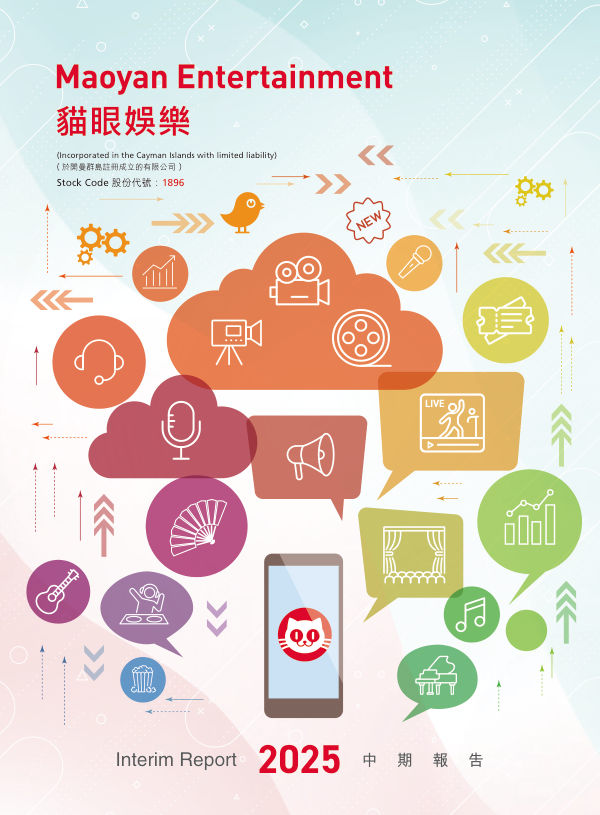 Maoyan Entertainment
貓眼娛樂
(Incorporated in the Cayman Islands with limited liability)
（於開曼群島註冊成立的有限公司）
Stock Code 股份代號：1896
NEW
LIVE
Interim Report 2025 中期報告